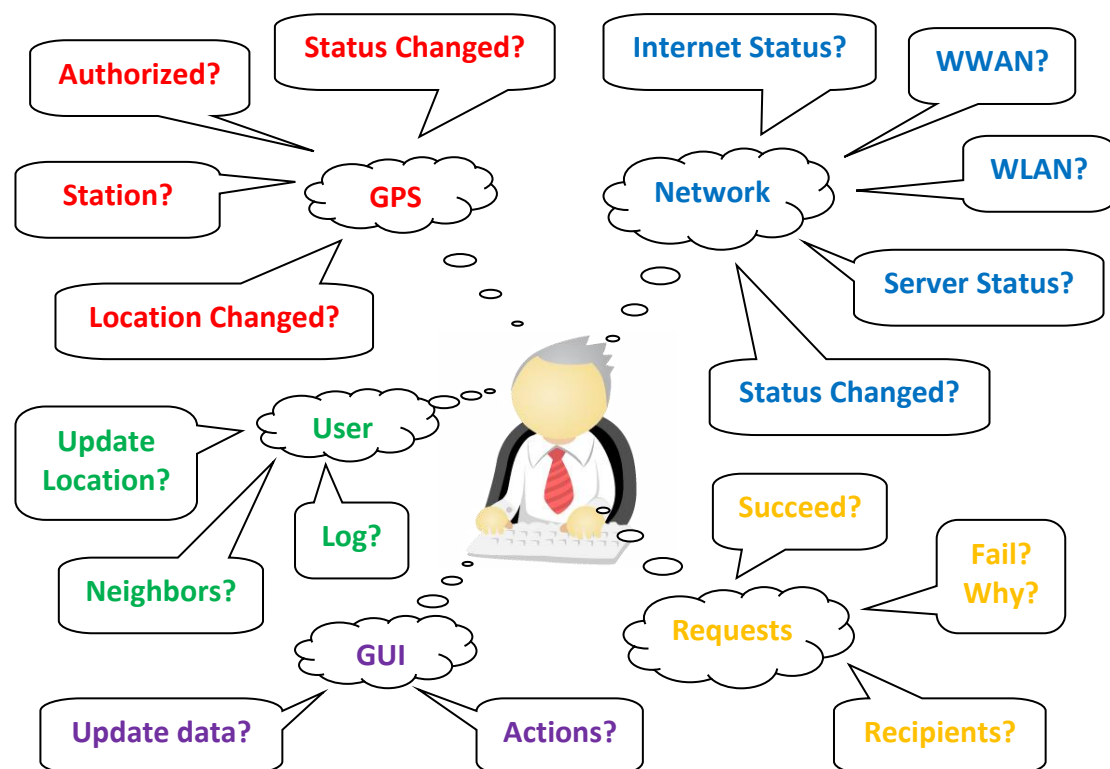 Status Changed?
Internet Status?
Authorized?
WWAN?
Station?
GPS
Network
WLAN?
Location Changed?
Server Status?
Status Changed?
User
Update
Location?
Log?
Neighbors?
Succeed?
Fail?
Why?
Requests
GUI
Update data?
Actions?
Recipients?